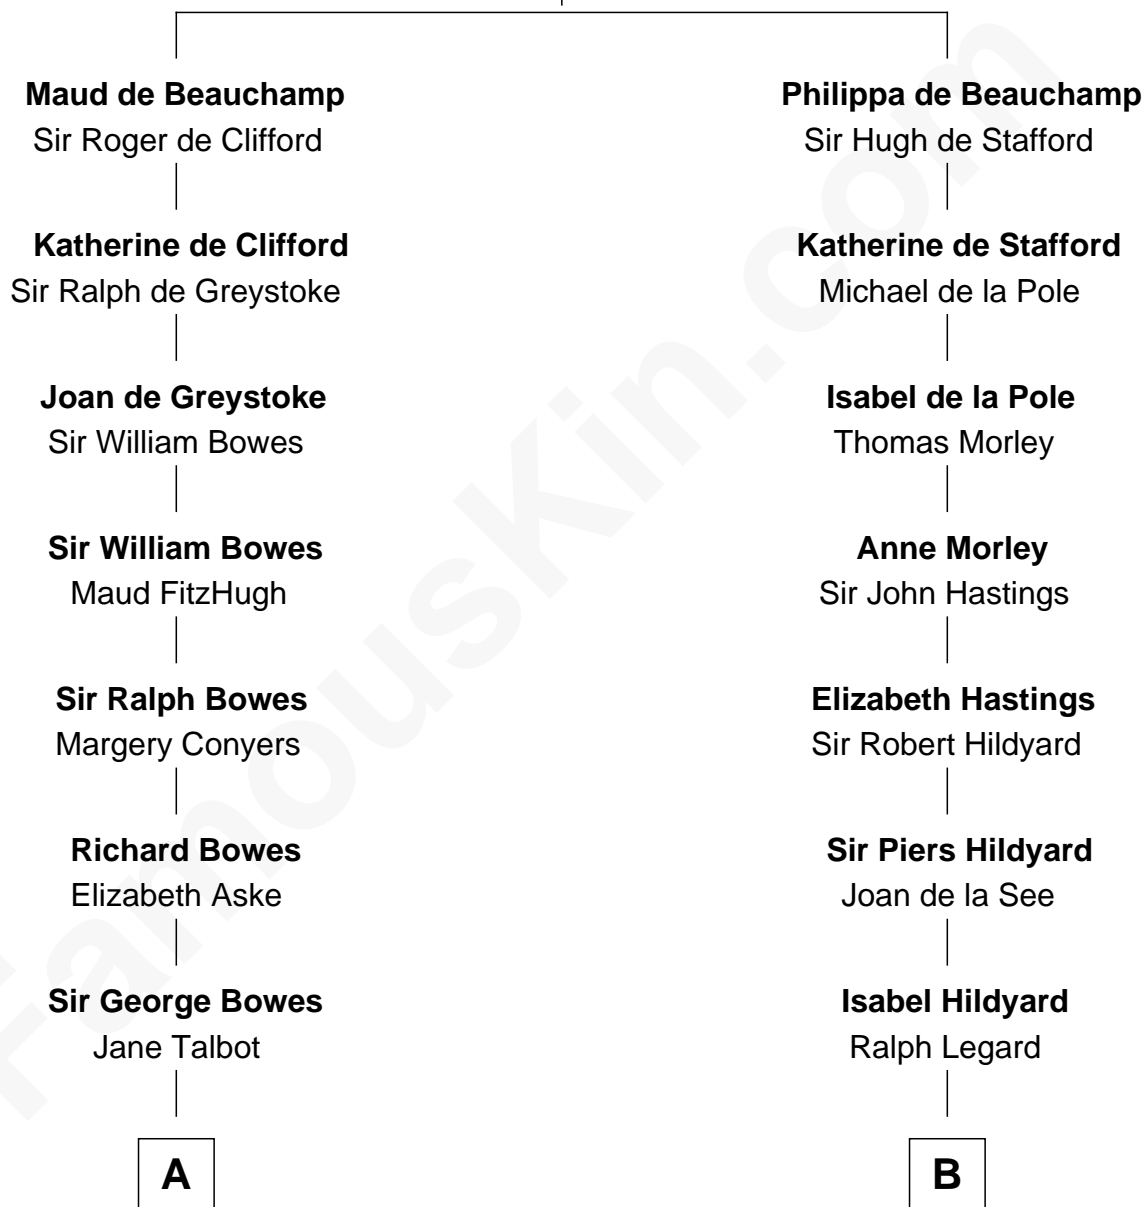 Maud de Beauchamp
Sir Roger de Clifford
Katherine de Clifford
Sir Ralph de Greystoke
Joan de Greystoke
Sir William Bowes
Sir William Bowes
Maud FitzHugh
Sir Ralph Bowes
Margery Conyers
Richard Bowes
Elizabeth Aske
Sir George Bowes
Jane Talbot
A
Philippa de Beauchamp
Sir Hugh de Stafford
Katherine de Stafford
Michael de la Pole
Isabel de la Pole
Thomas Morley
Anne Morley
Sir John Hastings
Elizabeth Hastings
Sir Robert Hildyard
Sir Piers Hildyard
Joan de la See
Isabel Hildyard
Ralph Legard
B
FamousKin.com